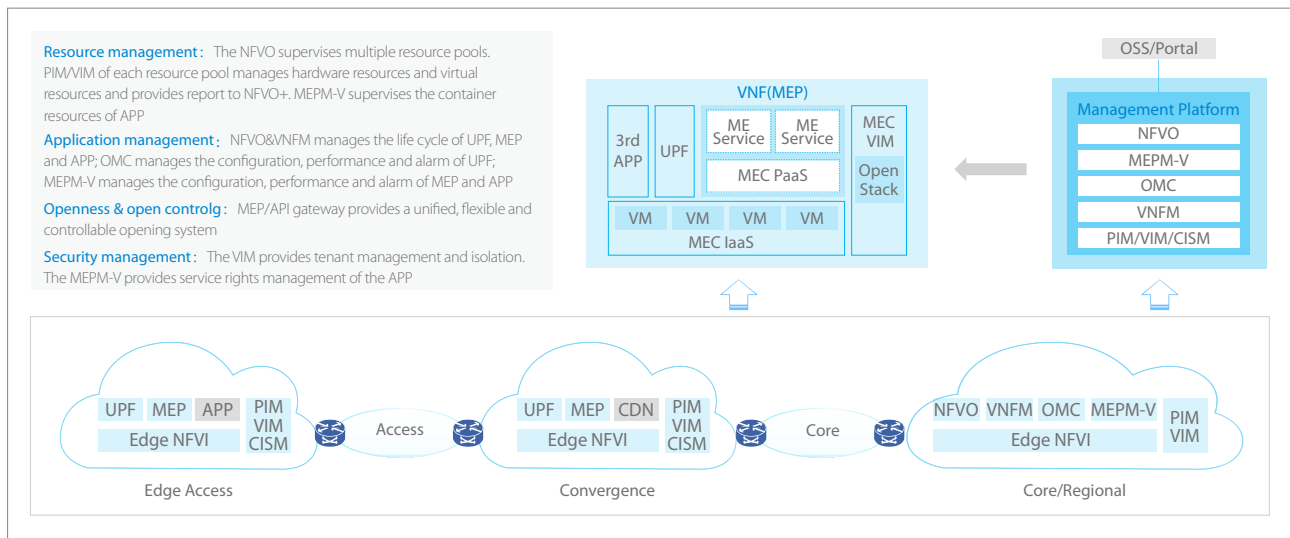 Resource management: The NFVO supervises multiple resource pools.
PIM/VIM of each resource pool manages hardware resources and virtual
resources and provides report to NFVO+. MEPM-V supervises the container
resources of APP
Application management: NFVO&VNFM manages the life cycle of UPF, MEP
and APP; OMC manages the configuration, performance and alarm of UPF;
MEPM-V manages the configuration, performance and alarm of MEP and APP
Openness & open controlg: MEP/API gateway provides a unified, flexible and
controllable opening system
Security management: The VIM provides tenant management and isolation.
The MEPM-V provides service rights management of the APP
VNF(MEP)
3rd
APP
UPF
ME
Service
ME
Service
MEC PaaS
MEC
VIM
Open
Stack
VM
VM
VM
VM
MEC IaaS
OSS/Portal
Management Platform
NFVO
MEPM-V
OMC
VNFM
PIM/VIM/CISM
UPF
MEP
APP
PIM
VIM
CISM
Edge NFVI
Edge Access
Access
UPF
MEP
CDN
PIM
VIM
CISM
Edge NFVI
Convergence
Core
NFVO
VNFM
OMC
MEPM-V
PIM
VIM
Edge NFVI
Core/Regional